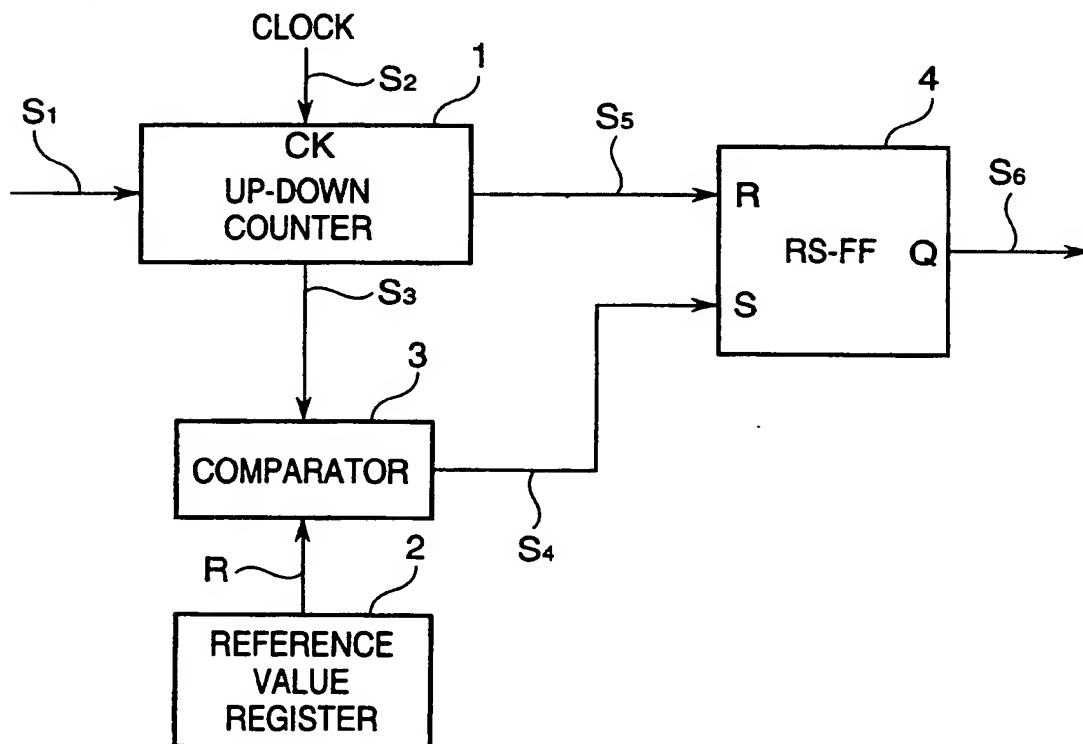 CLOCK
S2
1
S1
CK
UP-DOWN
COUNTER
S5
4
R
RS-FF
Q
S
S6
S3
3
COMPARATOR
S4
R
2
REFERENCE
VALUE
REGISTER